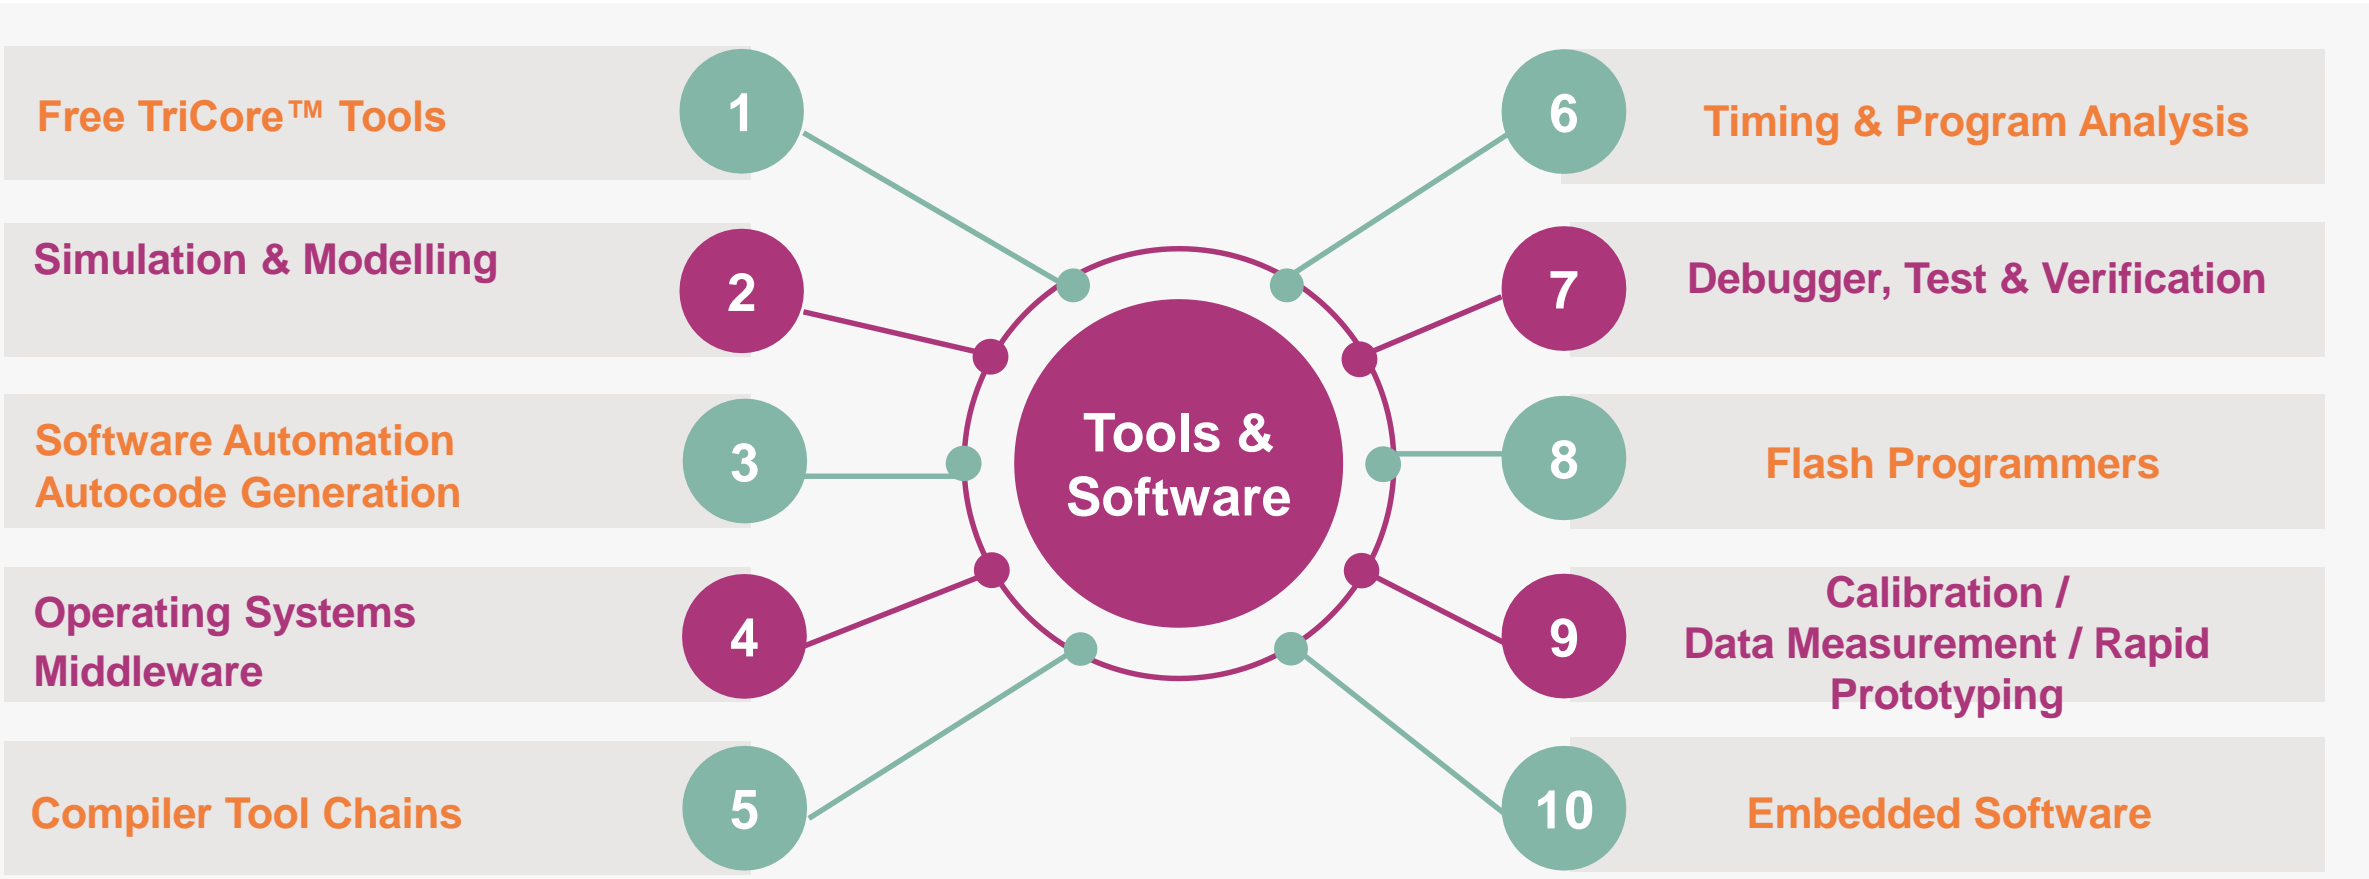 Free TriCore™ Tools
1
Simulation & Modelling
2
Software Automation
Autocode Generation
3
Operating Systems
Middleware
4
Compiler Tool Chains
5
Tools &
Software
6
Timing & Program Analysis
7
Debugger, Test & Verification
8
Flash Programmers
9
Calibration /
Data Measurement / Rapid
Prototyping
10
Embedded Software